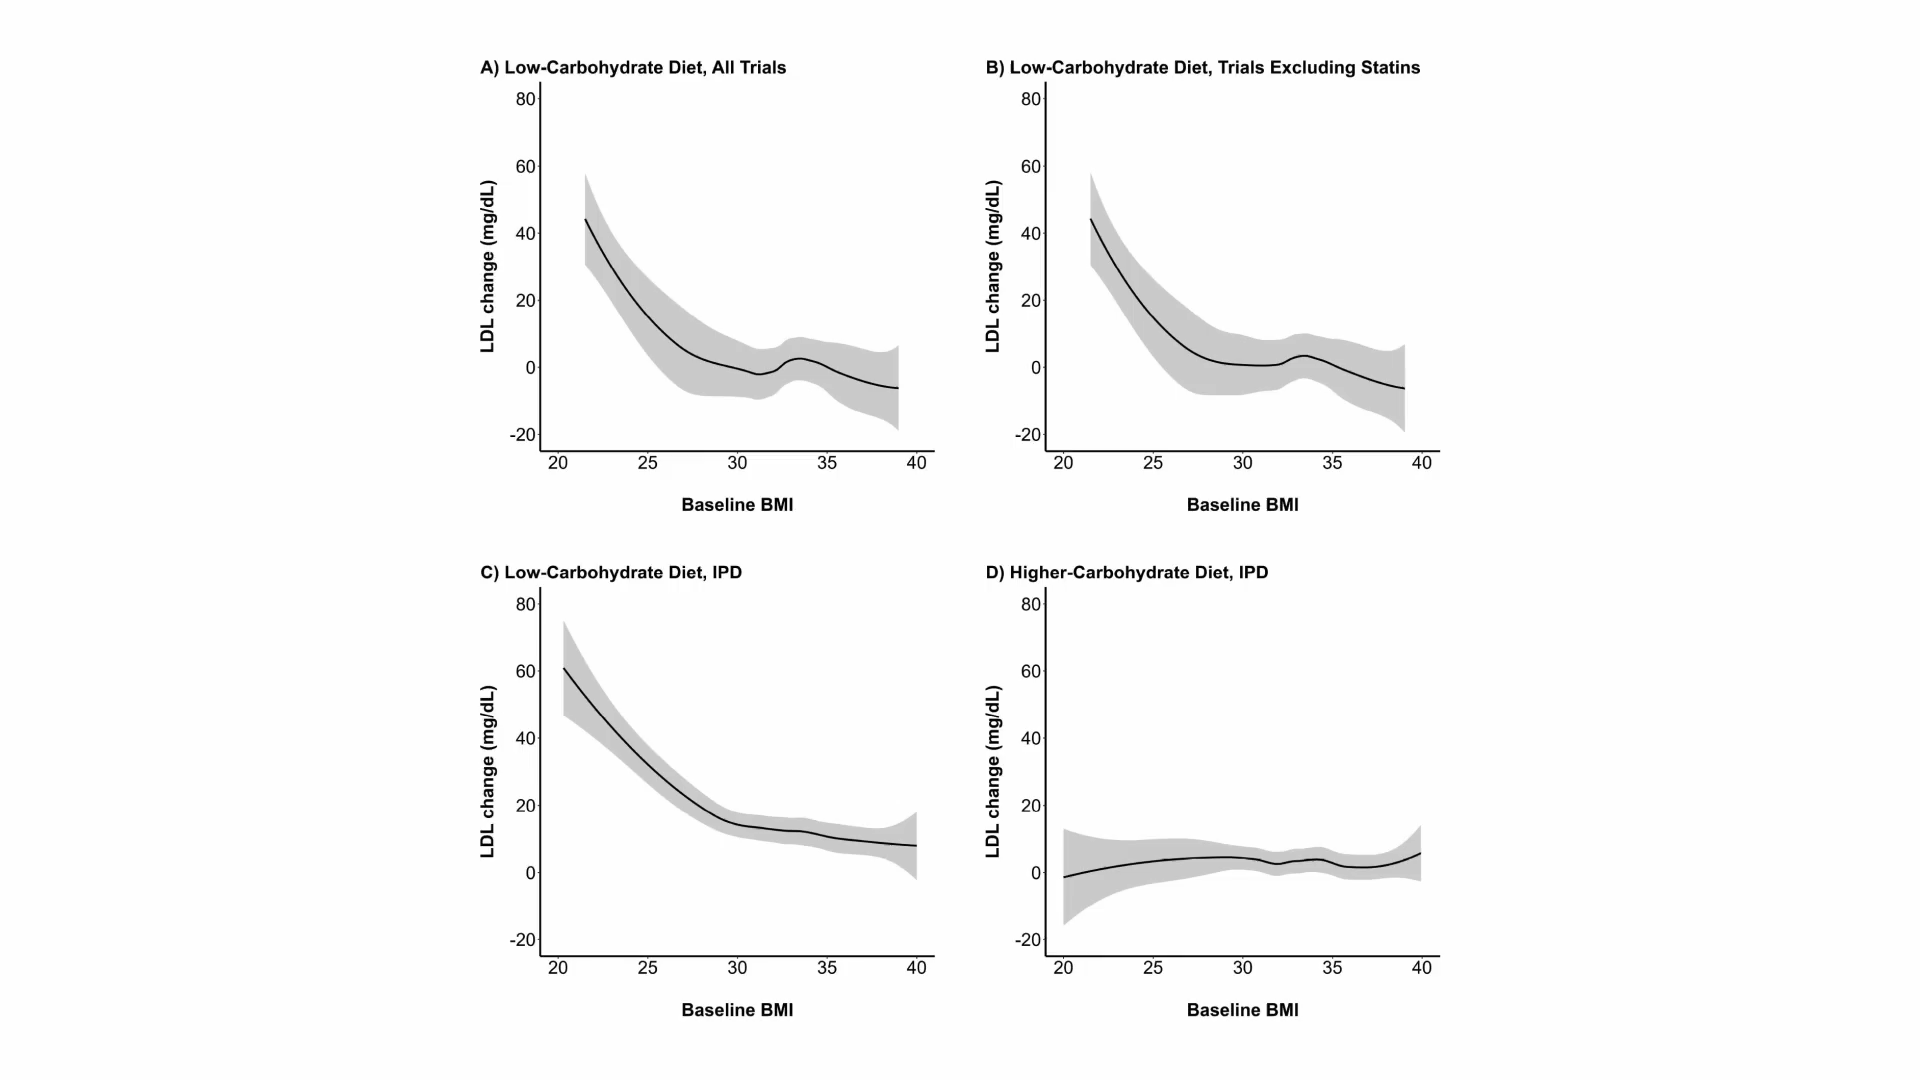 A) Low-Carbohydrate Diet, All Trials
80
60
40
20
0
-20
LDL change (mg/dL)
20 25 30 35 40
Baseline BMI
B) Low-Carbohydrate Diet, Trials Excluding Statins
80
60
40
20
0
-20
LDL change (mg/dL)
20 25 30 35 40
Baseline BMI
C) Low-Carbohydrate Diet, IPD
80
60
40
20
0
-20
LDL change (mg/dL)
20 25 30 35 40
Baseline BMI
D) Higher-Carbohydrate Diet, IPD
80
60
40
20
0
-20
LDL change (mg/dL)
20 25 30 35 40
Baseline BMI